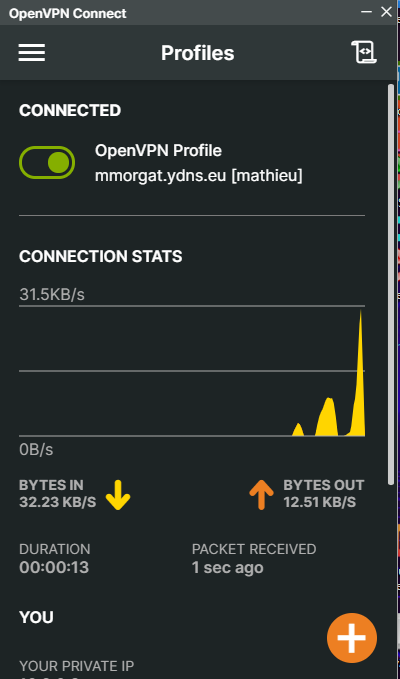 OpenVPN Connect
Profiles
CONNECTED
OpenVPN Profile
mmorgat.ydns.eu [mathieu]
CONNECTION STATS
31.5KB/s
0B/s
BYTES IN
32.23 KB/S
BYTES OUT
12.51 KB/S
DURATION
00:00:13
PACKET RECEIVED
1 sec ago
YOU
YOUR PRIVATE IP